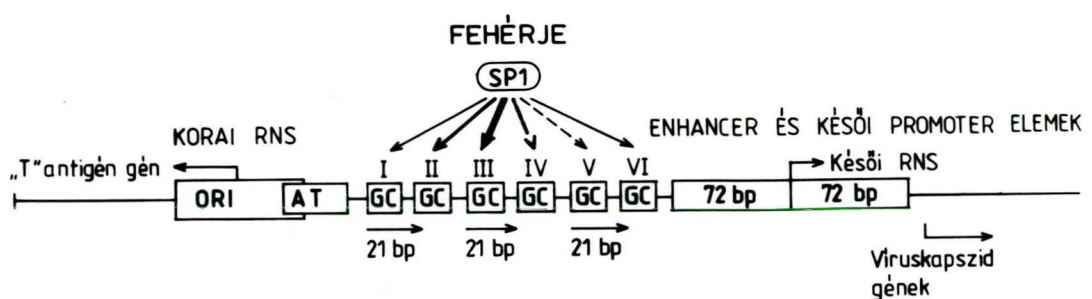 FEHÉRJE
SP1
KORAI RNS
ENHANCER ÉS KÉSŐI PROMOTER ELEMEK
„T” antigén gén
I II III IV V VI
Késői RNS
ORI AT GC GC GC GC GC GC 72 bp 72 bp
21 bp 21 bp 21 bp
Víruskapszid
gének